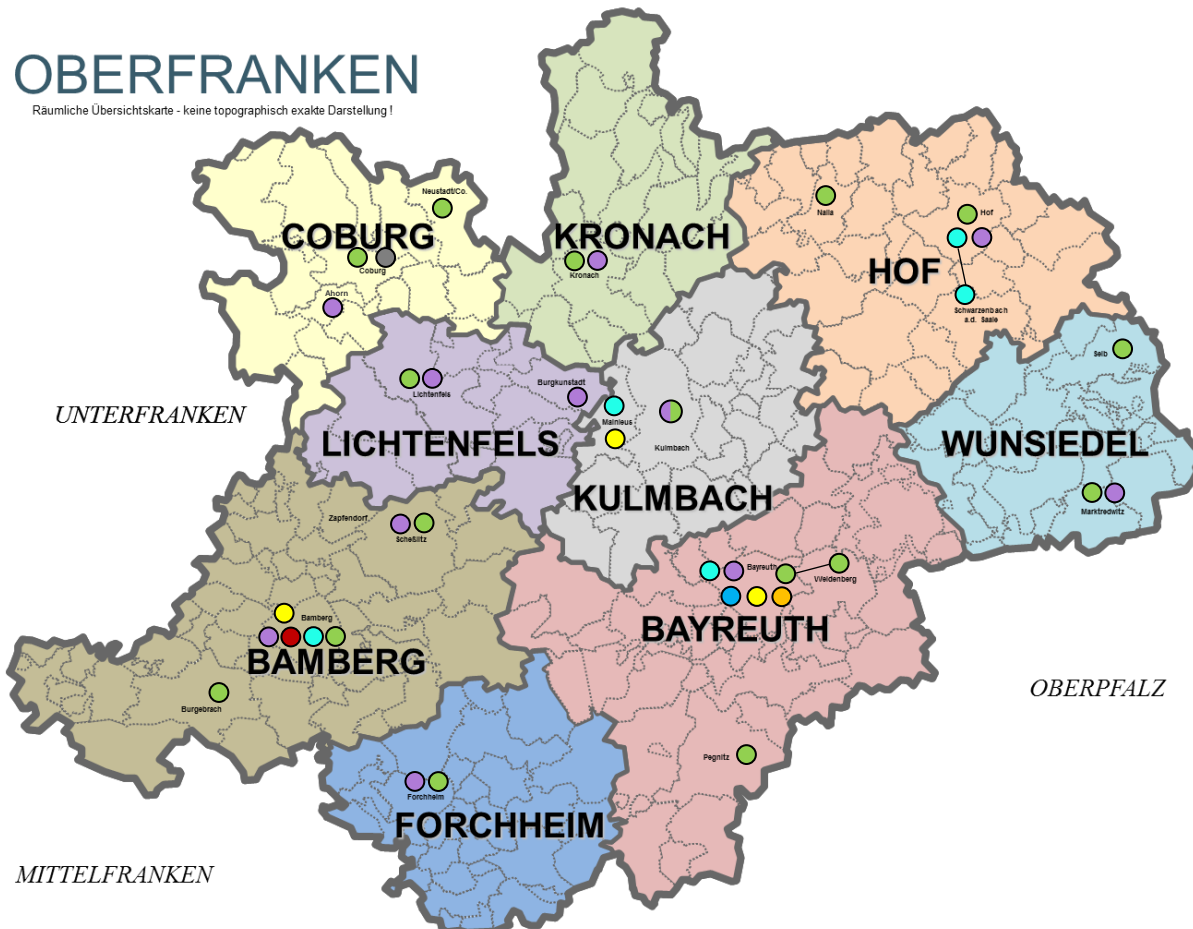 OBERFRANKEN
Räumliche Übersichtskarte - keine topographisch exakte Darstellung !
Neustadt/Co.
COBURG
Coburg
Ahorn
KRONACH
Kronach
Naila
Hof
HOF
Schwarzenbach
a.d. Saale
Selb
UNTERFRANKEN
Lichtenfels
Burgkunstadt
LICHTENFELS
Mainleus
Kulmbach
KULMBACH
WUNSIEDEL
Marktredwitz
Zapfendorf
Scheßlitz
Bayreuth
Weidenberg
BAYREUTH
Bamberg
BAMBERG
Burgebrach
OBERPFALZ
Pegnitz
Forchheim
FORCHHEIM
MITTELFRANKEN